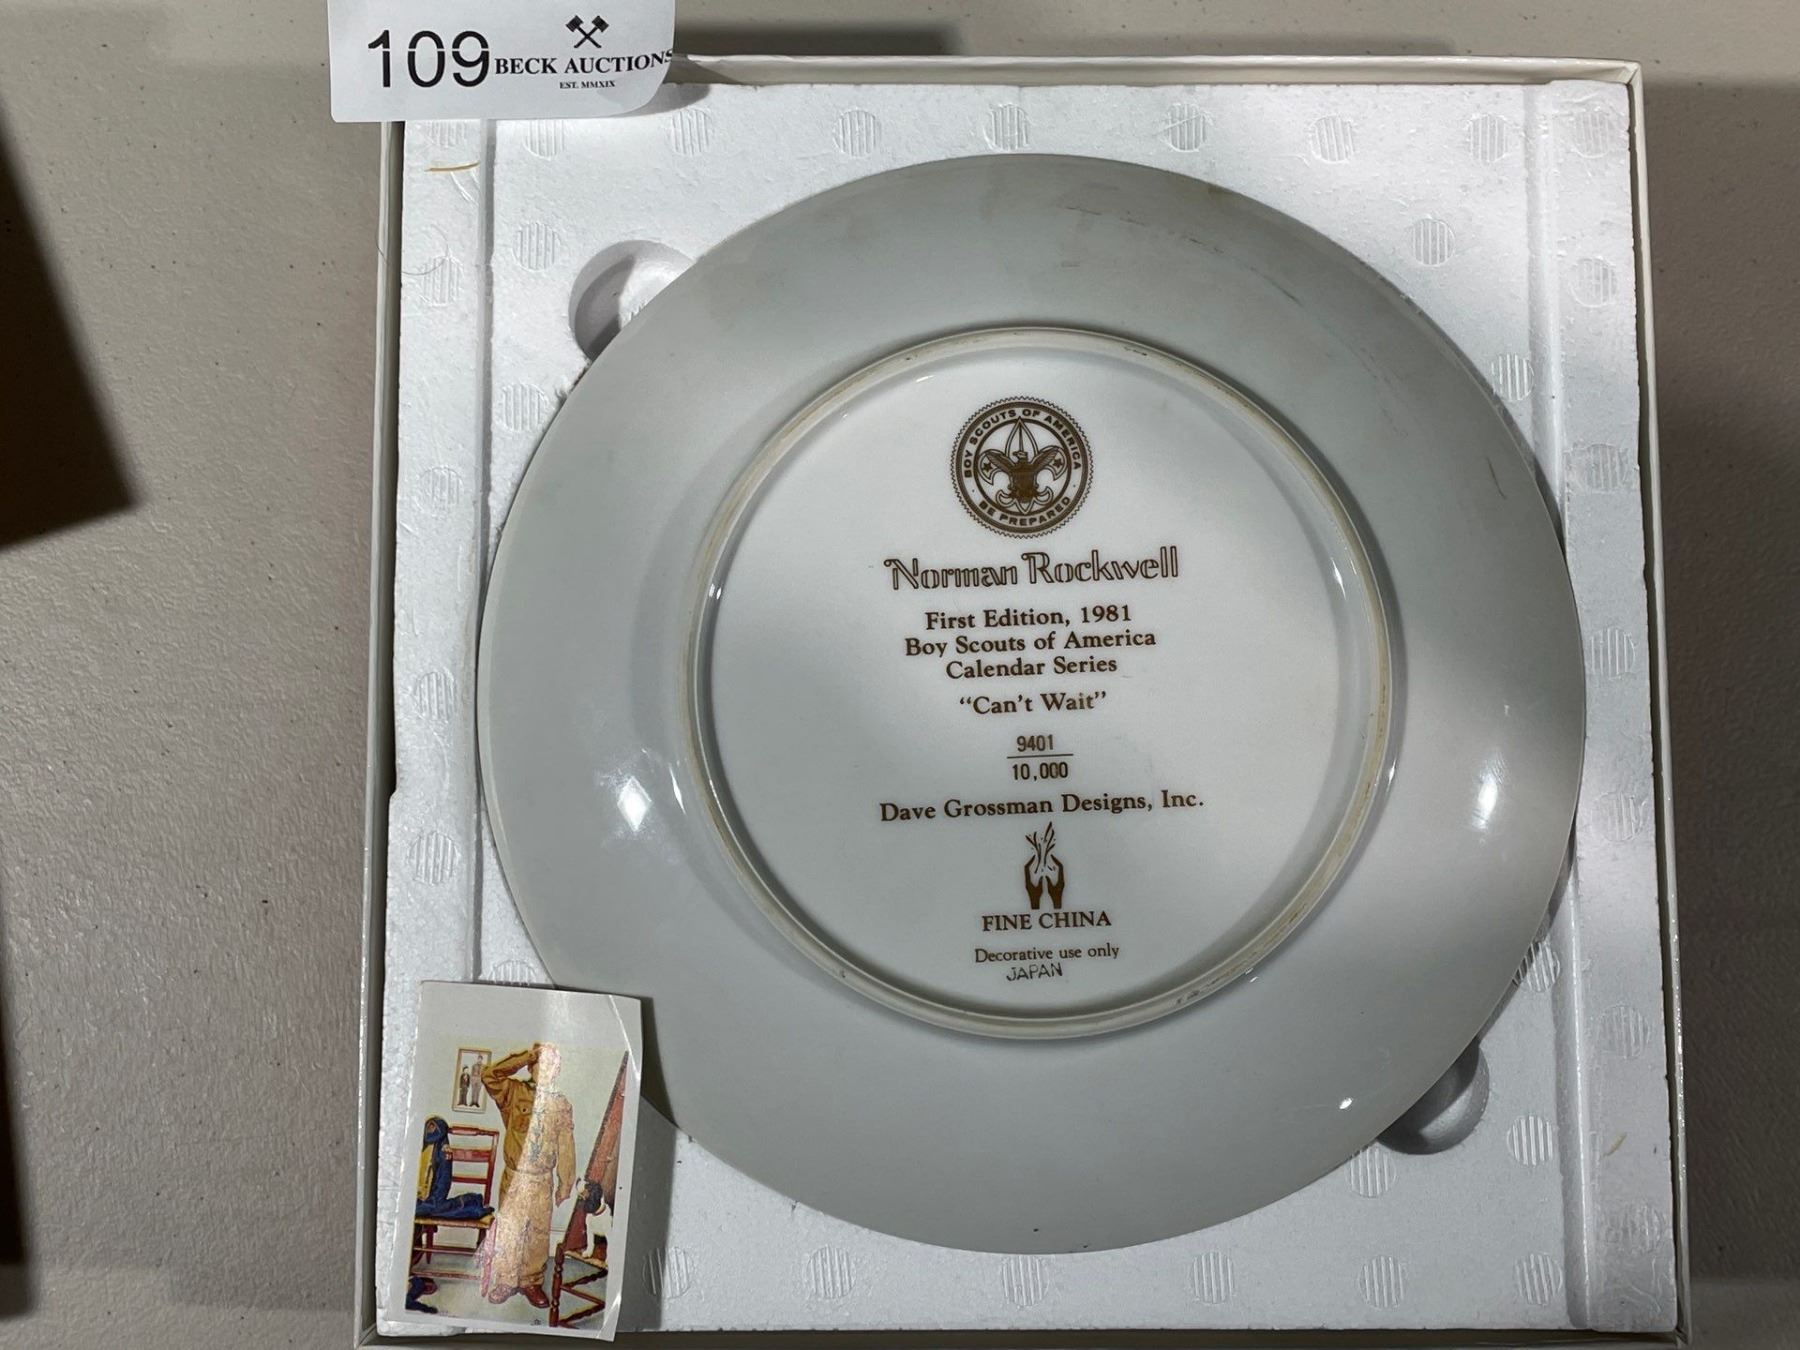 109
BECK AUCTIONS
EST. MMXIX
BOY SCOUTS OF AMERICA
BE PREPARED
Norman Rockwell
First Edition, 1981
Boy Scouts of America
Calendar Series
“Can't Wait”
9401
10,000
Dave Grossman Designs, Inc.
FINE CHINA
Decorative use only
JAPAN